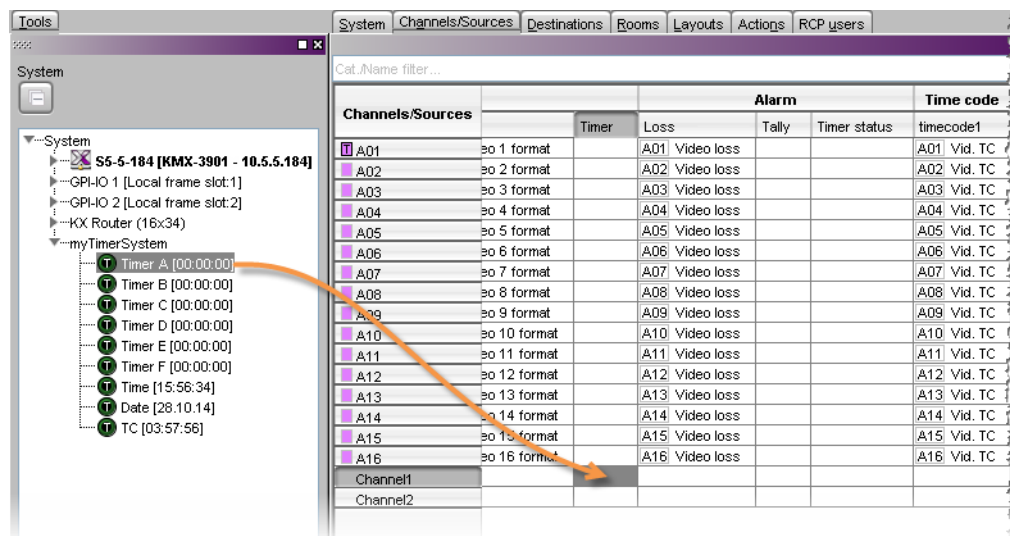 Tools
System Channels/Sources Destinations Rooms Layouts Actions RCP users
System
Cat./Name filter...
System
S5-5-184 [KMX-3901 - 10.5.5.184]
GPI-IO 1 [Local frame slot:1]
GPI-IO 2 [Local frame slot:2]
KX Router (16x34)
myTimerSystem
T Timer A [00:00:00]
T Timer B [00:00:00]
T Timer C [00:00:00]
T Timer D [00:00:00]
T Timer E [00:00:00]
T Timer F [00:00:00]
T Time [15:56:34]
T Date [28.10.14]
T TC [03:57:56]
Channels/Sources Alarm Time code
Timer Loss Tally Timer status timecode1
T A01 eo 1 format A01 Video loss A01 Vid. TC
A02 eo 2 format A02 Video loss A02 Vid. TC
A03 eo 3 format A03 Video loss A03 Vid. TC
A04 eo 4 format A04 Video loss A04 Vid. TC
A05 eo 5 format A05 Video loss A05 Vid. TC
A06 eo 6 format A06 Video loss A06 Vid. TC
A07 eo 7 format A07 Video loss A07 Vid. TC
A08 eo 8 format A08 Video loss A08 Vid. TC
A09 eo 9 format A09 Video loss A09 Vid. TC
A10 eo 10 format A10 Video loss A10 Vid. TC
A11 eo 11 format A11 Video loss A11 Vid. TC
A12 eo 12 format A12 Video loss A12 Vid. TC
A13 eo 13 format A13 Video loss A13 Vid. TC
A14 eo 14 format A14 Video loss A14 Vid. TC
A15 eo 15 format A15 Video loss A15 Vid. TC
A16 eo 16 format A16 Video loss A16 Vid. TC
Channel1
Channel2